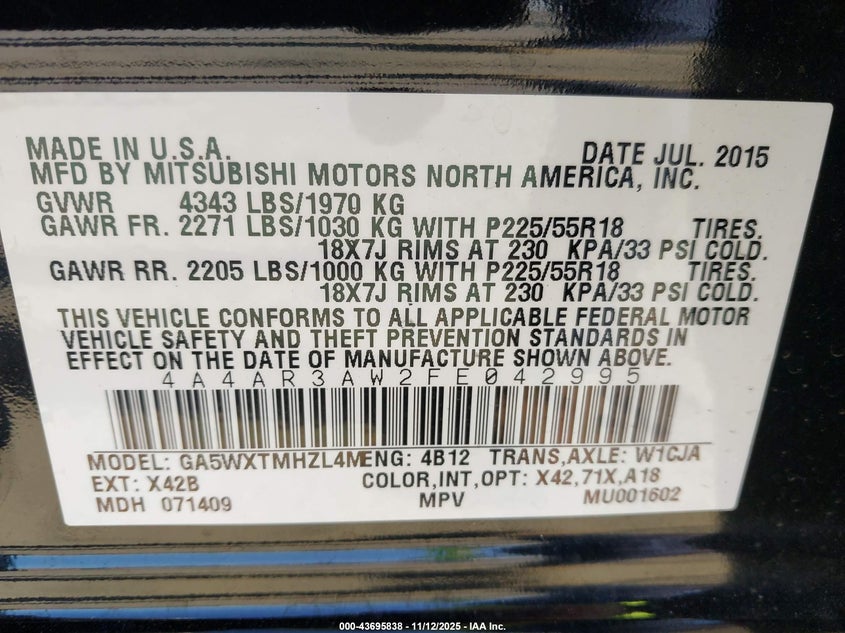 MADE IN U.S.A. DATE JUL. 2015
MFD BY MITSUBISHI MOTORS NORTH AMERICA, INC.
GVWR 4343 LBS/1970 KG
GAWR FR. 2271 LBS/1030 KG WITH P225/55R18 TIRES.
18X7J RIMS AT 230 KPA/33 PSI COLD.
GAWR RR. 2205 LBS/1000 KG WITH P225/55R18 TIRES.
18X7J RIMS AT 230 KPA/33 PSI COLD.
THIS VEHICLE CONFORMS TO ALL APPLICABLE FEDERAL MOTOR
VEHICLE SAFETY AND THEFT PREVENTION STANDARDS IN
EFFECT ON THE DATE OF MANUFACTURE SHOWN ABOVE.
4A4AR3AW2FE042995
MODEL: GA5WXTMHZL4M ENG: 4B12 TRANS,AXLE: W1CJA
EXT: X42B COLOR,INT,OPT: X42,71X,A18
MDH 071409 MPV MU001602
000-43695838 - 11/12/2025 - IAA Inc.